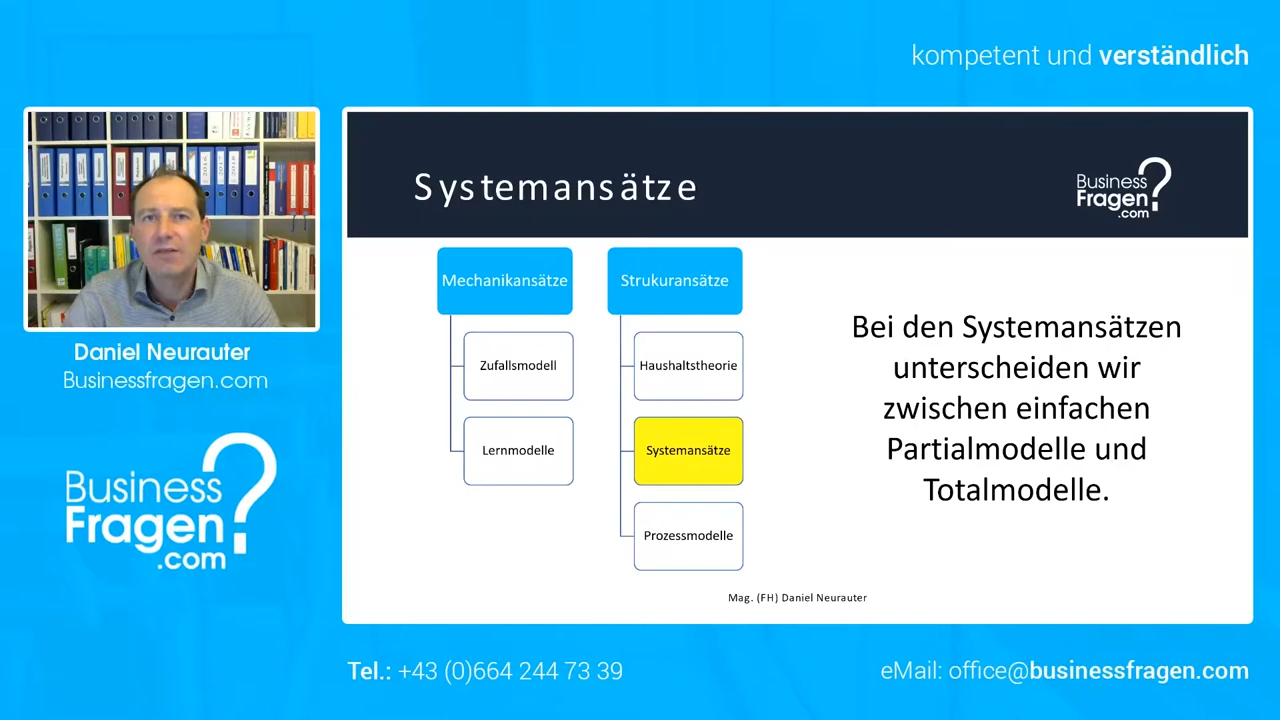 kompetent und verständlich
Daniel Neurauter
Businessfragen.com
Business
Fragen
.com
?
Systemansätze
Business
Fragen
.com
?
Mechanikansätze
Zufallsmodell
Lernmodelle
Strukuransätze
Haushaltstheorie
Systemansätze
Prozessmodelle
Bei den Systemansätzen
unterscheiden wir
zwischen einfachen
Partialmodelle und
Totalmodelle.
Mag. (FH) Daniel Neurauter
Tel.: +43 (0)664 244 73 39
eMail: office@businessfragen.com